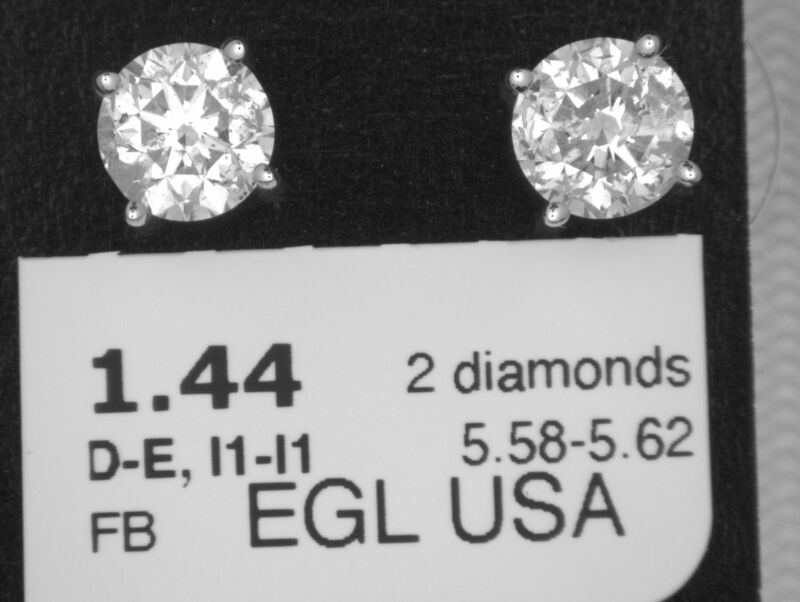 1.44 2 diamonds
D-E, I1-I1 5.58-5.62
FB EGL USA